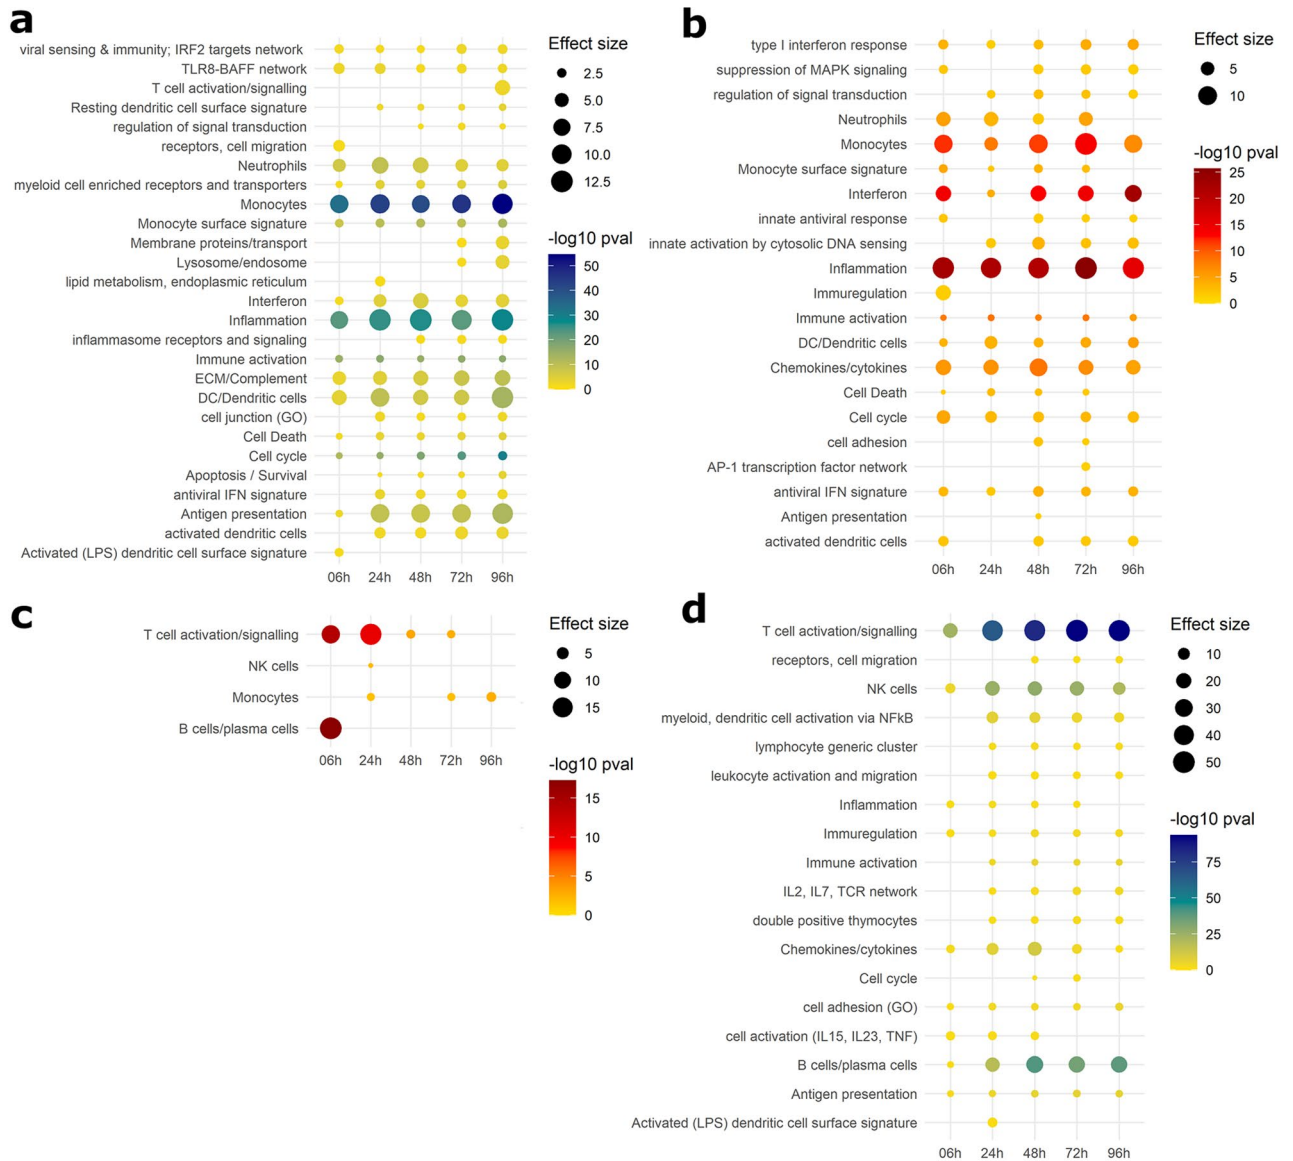 a
viral sensing & immunity; IRF2 targets network
TLR8-BAFF network
T cell activation/signalling
Resting dendritic cell surface signature
regulation of signal transduction
receptors, cell migration
Neutrophils
myeloid cell enriched receptors and transporters
Monocytes
Monocyte surface signature
Membrane proteins/transport
Lysosome/endosome
lipid metabolism, endoplasmic reticulum
Interferon
Inflammation
inflammasome receptors and signaling
Immune activation
ECM/Complement
DC/Dendritic cells
cell junction (GO)
Cell Death
Cell cycle
Apoptosis / Survival
antiviral IFN signature
Antigen presentation
activated dendritic cells
Activated (LPS) dendritic cell surface signature
06h 24h 48h 72h 96h
Effect size
2.5
5.0
7.5
10.0
12.5
-log10 pval
50
40
30
20
10
0
b
type I interferon response
suppression of MAPK signaling
regulation of signal transduction
Neutrophils
Monocytes
Monocyte surface signature
Interferon
innate antiviral response
innate activation by cytosolic DNA sensing
Inflammation
Immuregulation
Immune activation
DC/Dendritic cells
Chemokines/cytokines
Cell Death
Cell cycle
cell adhesion
AP-1 transcription factor network
antiviral IFN signature
Antigen presentation
activated dendritic cells
06h 24h 48h 72h 96h
Effect size
5
10
-log10 pval
25
20
15
10
5
0
c
T cell activation/signalling
NK cells
Monocytes
B cells/plasma cells
06h 24h 48h 72h 96h
Effect size
5
10
15
-log10 pval
15
10
5
0
d
T cell activation/signalling
receptors, cell migration
NK cells
myeloid, dendritic cell activation via NFkB
lymphocyte generic cluster
leukocyte activation and migration
Inflammation
Immuregulation
Immune activation
IL2, IL7, TCR network
double positive thymocytes
Chemokines/cytokines
Cell cycle
cell adhesion (GO)
cell activation (IL15, IL23, TNF)
B cells/plasma cells
Antigen presentation
Activated (LPS) dendritic cell surface signature
06h 24h 48h 72h 96h
Effect size
10
20
30
40
50
-log10 pval
75
50
25
0